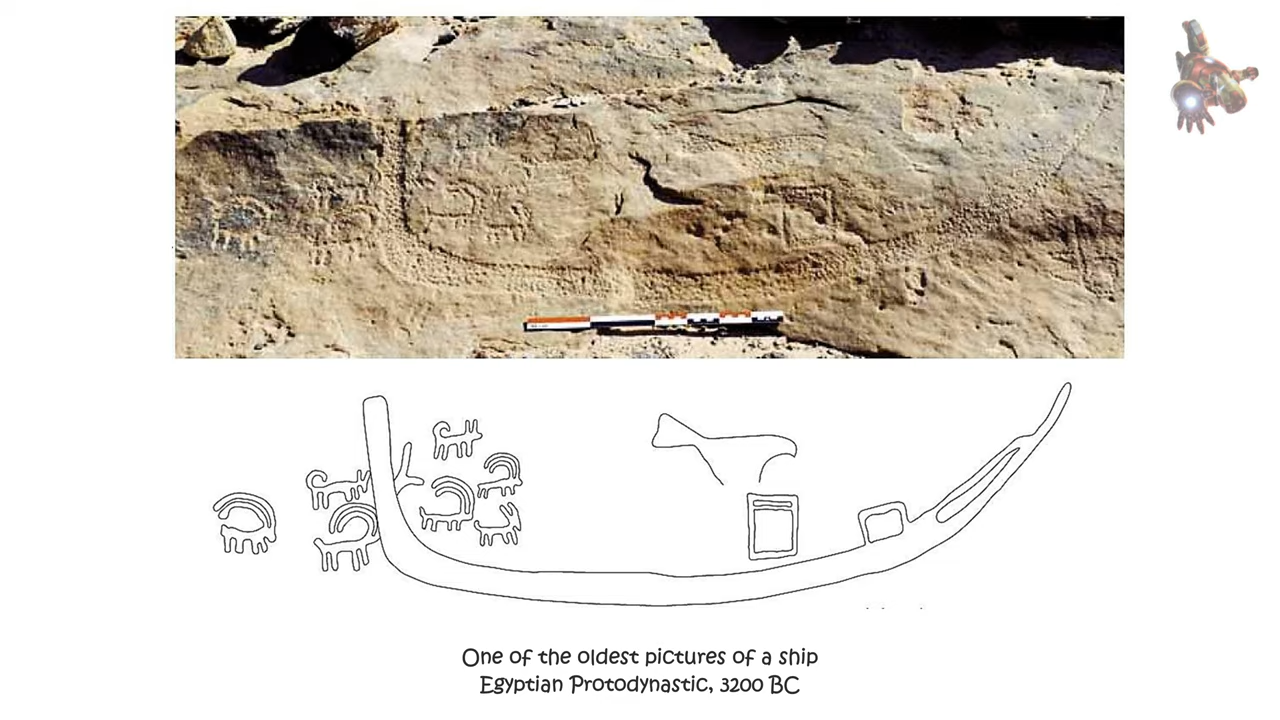 One of the oldest pictures of a ship
Egyptian Protodynastic, 3200 BC